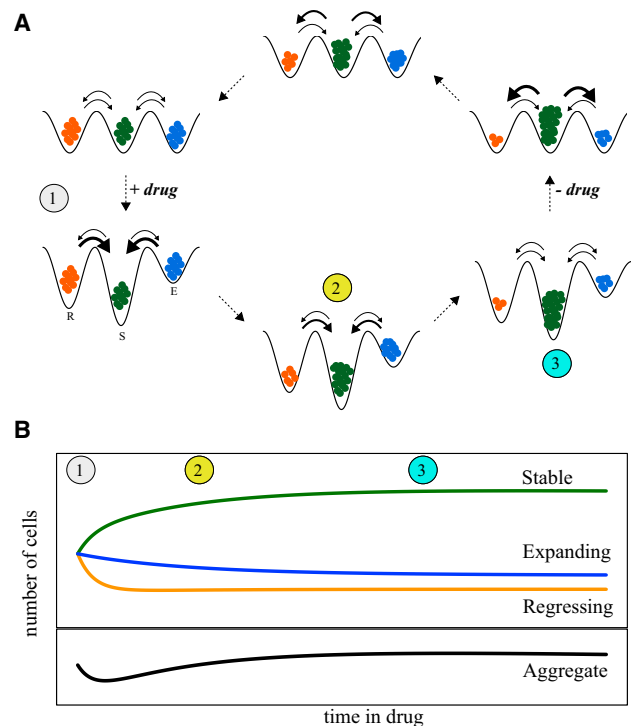 A
1
+ drug
- drug
R
S
E
2
3
B
1
2
3
number of cells
Stable
Expanding
Regressing
Aggregate
time in drug